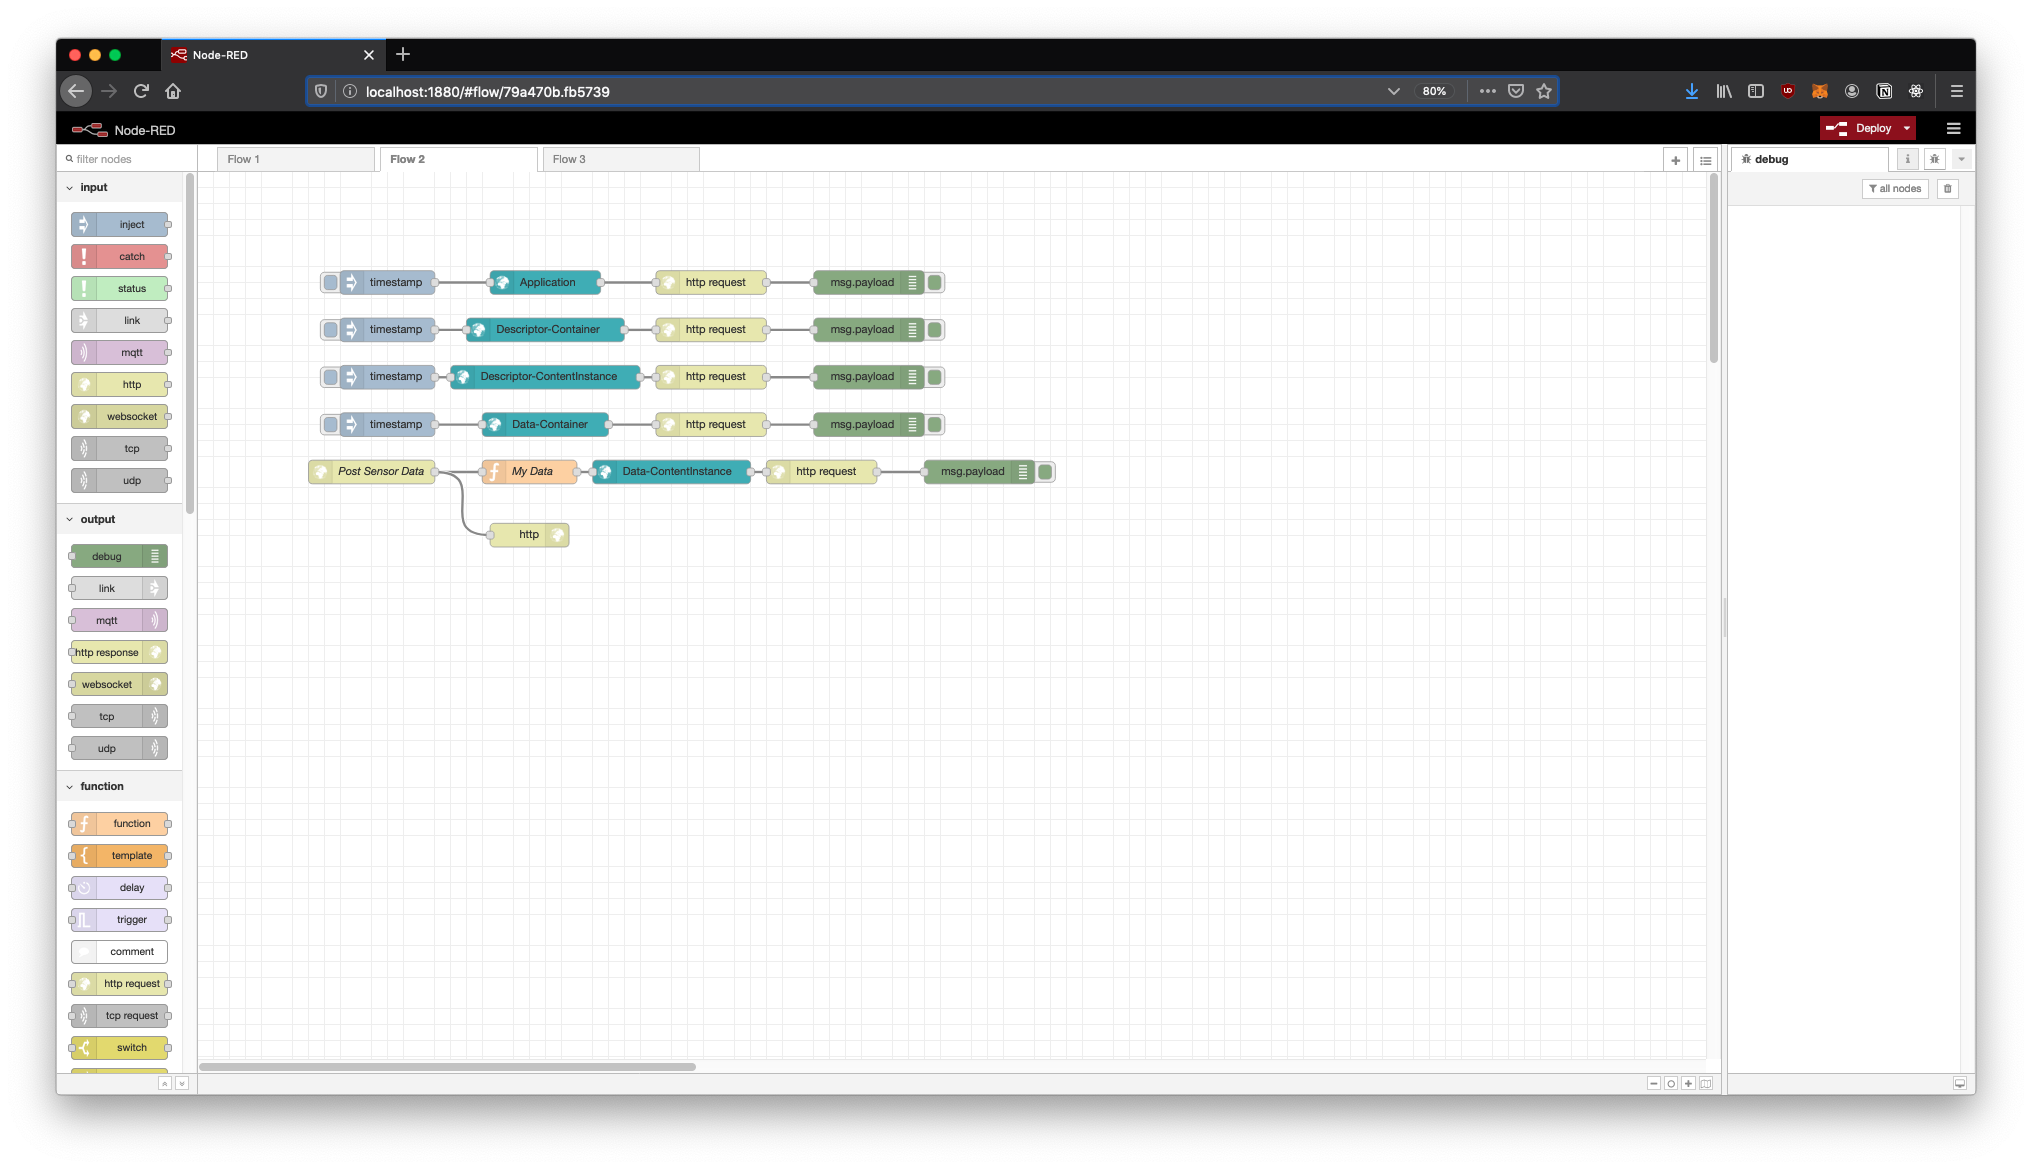 Node-RED
localhost:1880/#flow/79a470b.fb5739
80%
Node-RED
Deploy
filter nodes
Flow 1
Flow 2
Flow 3
debug
all nodes
input
inject
catch
status
link
mqtt
http
websocket
tcp
udp
output
debug
link
mqtt
http response
websocket
tcp
udp
function
function
template
delay
trigger
comment
http request
tcp request
switch
timestamp Application http request msg.payload
timestamp Descriptor-Container http request msg.payload
timestamp Descriptor-ContentInstance http request msg.payload
timestamp Data-Container http request msg.payload
Post Sensor Data My Data Data-ContentInstance http request msg.payload
http